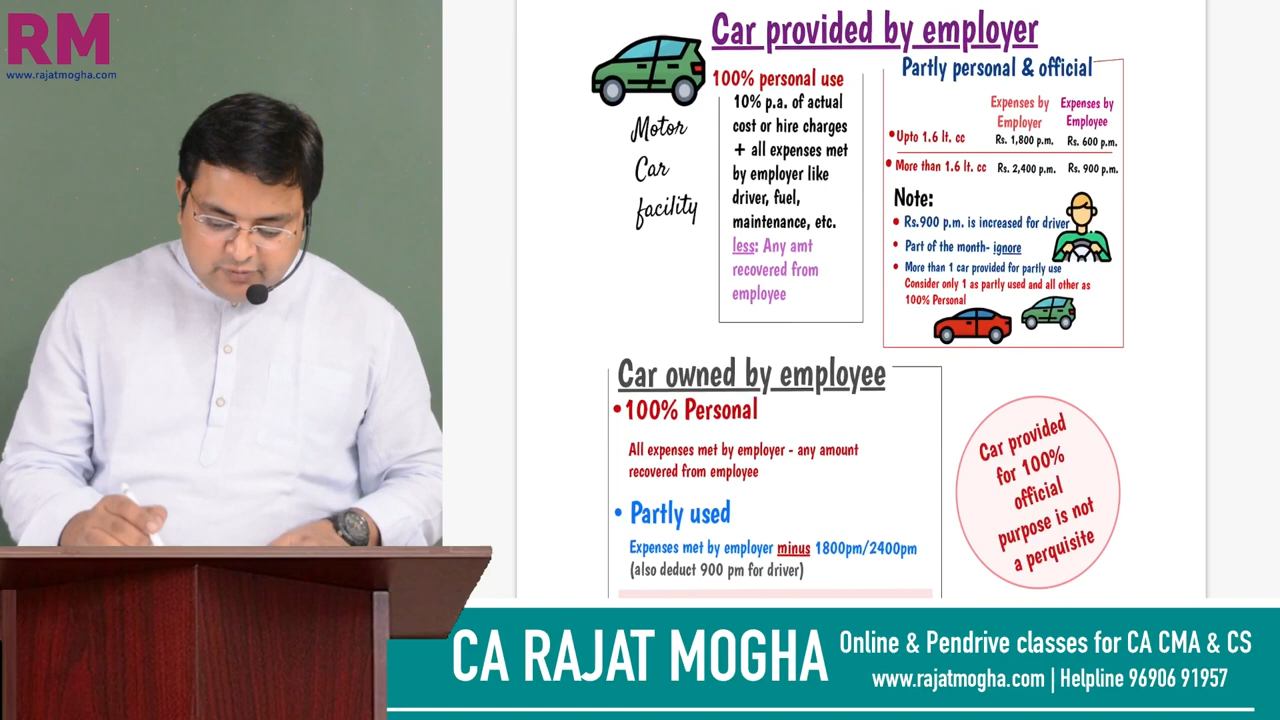 RM
www.rajatmogha.com
Car provided by employer
Motor
Car
facility
100% personal use
10% p.a. of actual
cost or hire charges
+ all expenses met
by employer like
driver, fuel,
maintenance, etc.
less: Any amt
recovered from
employee
Partly personal & official
Expenses by Expenses by
Employer Employee
•Upto 1.6 lt. cc Rs. 1,800 p.m. Rs. 600 p.m.
• More than 1.6 lt. cc Rs. 2,400 p.m. Rs. 900 p.m.
Note:
• Rs.900 p.m. is increased for driver
• Part of the month- ignore
• More than 1 car provided for partly use
Consider only 1 as partly used and all other as
100% Personal
Car owned by employee
•100% Personal
All expenses met by employer - any amount
recovered from employee
• Partly used
Expenses met by employer minus 1800pm/2400pm
(also deduct 900 pm for driver)
Car provided
for 100%
official
purpose is not
a perquisite
CA RAJAT MOGHA
Online & Pendrive classes for CA CMA & CS
www.rajatmogha.com | Helpline 96906 91957